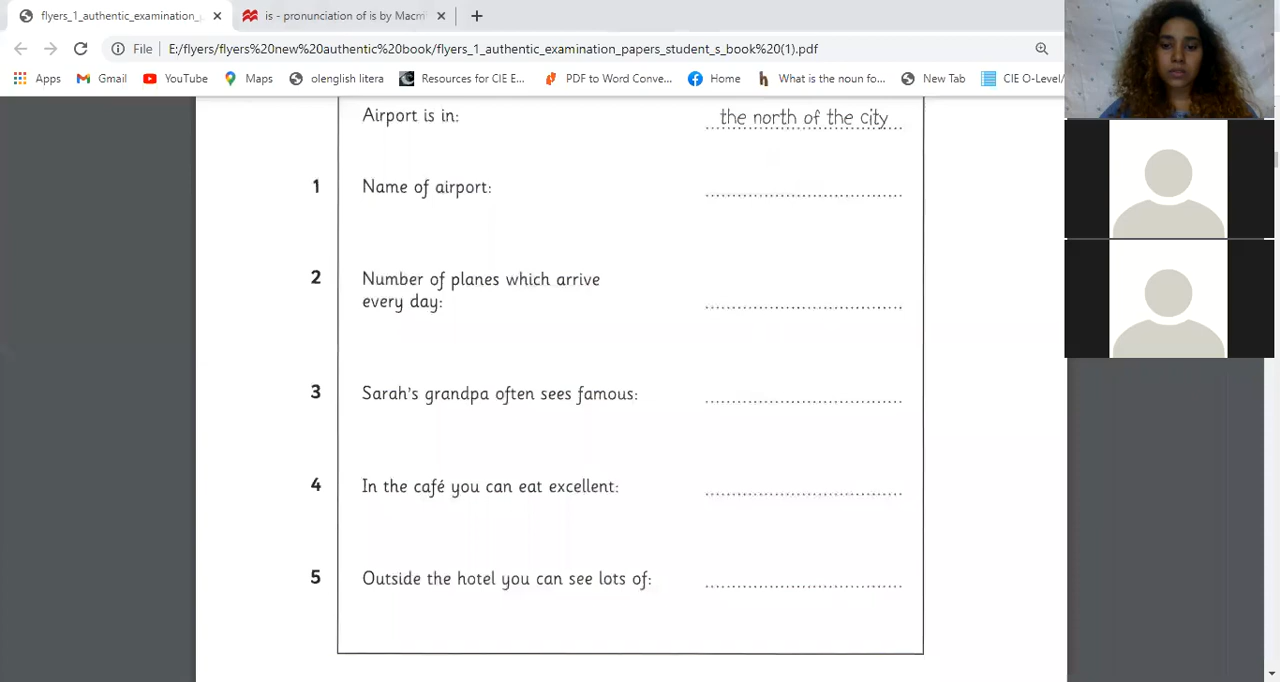 flyers_1_authentic_examination_
is - pronunciation of is by Macm
File
E:/flyers/flyers%20new%20authentic%20book/flyers_1_authentic_examination_papers_student_s_book%20(1).pdf
Apps
Gmail
YouTube
Maps
olenglish litera
Resources for CIE E...
PDF to Word Conve...
Home
What is the noun fo...
New Tab
CIE O-Level/
Airport is in: the north of the city
1 Name of airport:
2 Number of planes which arrive
every day:
3 Sarah's grandpa often sees famous:
4 In the café you can eat excellent:
5 Outside the hotel you can see lots of: